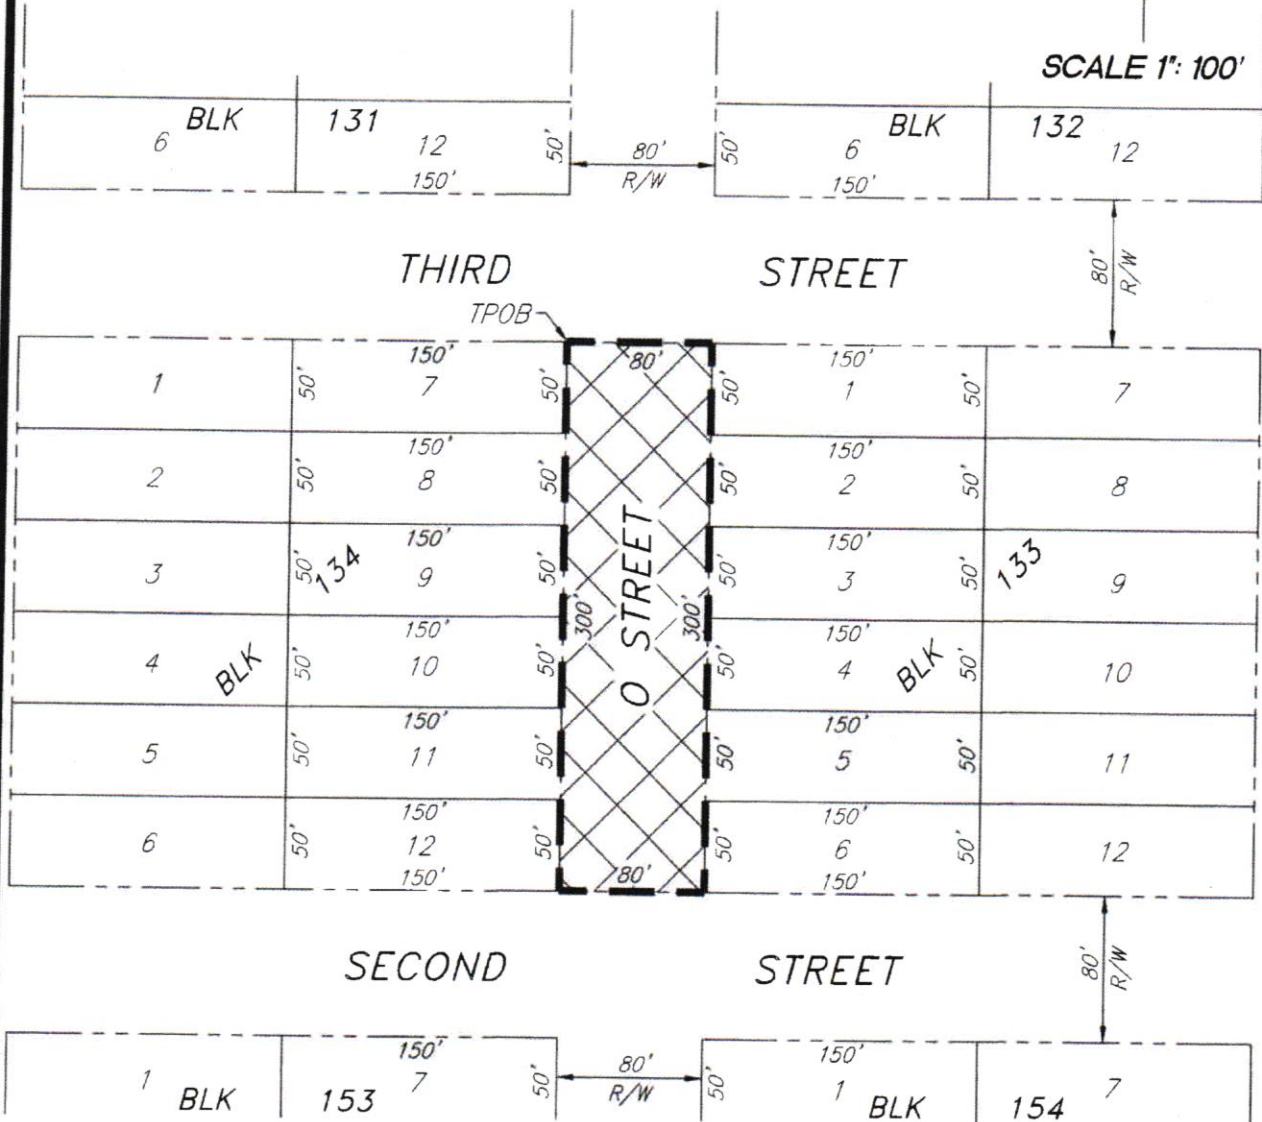 SCALE 1": 100'
BLK 131 BLK 132
6 12 50' 80' 50' 6 12
150' R/W 150'
THIRD STREET 80' R/W
TPOB
150' 80' 150'
1 50' 7 50' 50' 1 50' 7
150' 150'
2 50' 8 50' 50' 2 50' 8
150' 150'
3 50' 134 9 50' 50' 3 50' 133 9
O STREET
300' 300'
150' 150'
4 BLK 50' 10 50' 50' 4 BLK 50' 10
150' 150'
5 50' 11 50' 50' 5 50' 11
150' 150'
6 50' 12 50' 50' 6 50' 12
150' 80' 150'
SECOND STREET 80' R/W
150' 80' 150'
1 7 50' R/W 50' 1 7
BLK 153 BLK 154